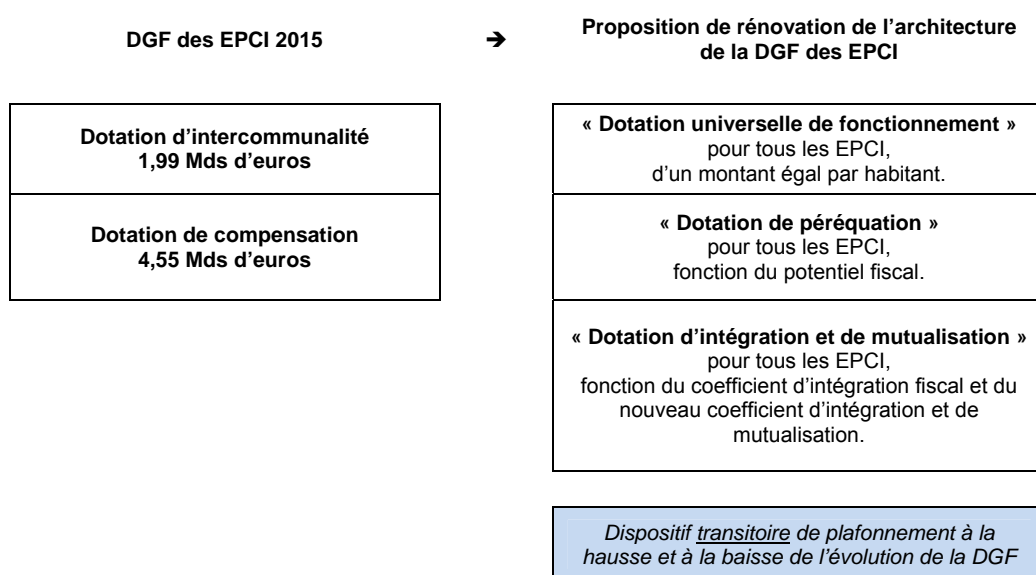 DGF des EPCI 2015
➔
Proposition de rénovation de l’architecture
de la DGF des EPCI
Dotation d’intercommunalité
1,99 Mds d’euros
Dotation de compensation
4,55 Mds d’euros
« Dotation universelle de fonctionnement »
pour tous les EPCI,
d’un montant égal par habitant.
« Dotation de péréquation »
pour tous les EPCI,
fonction du potentiel fiscal.
« Dotation d’intégration et de mutualisation »
pour tous les EPCI,
fonction du coefficient d’intégration fiscal et du
nouveau coefficient d’intégration et de
mutualisation.
Dispositif transitoire de plafonnement à la
hausse et à la baisse de l’évolution de la DGF